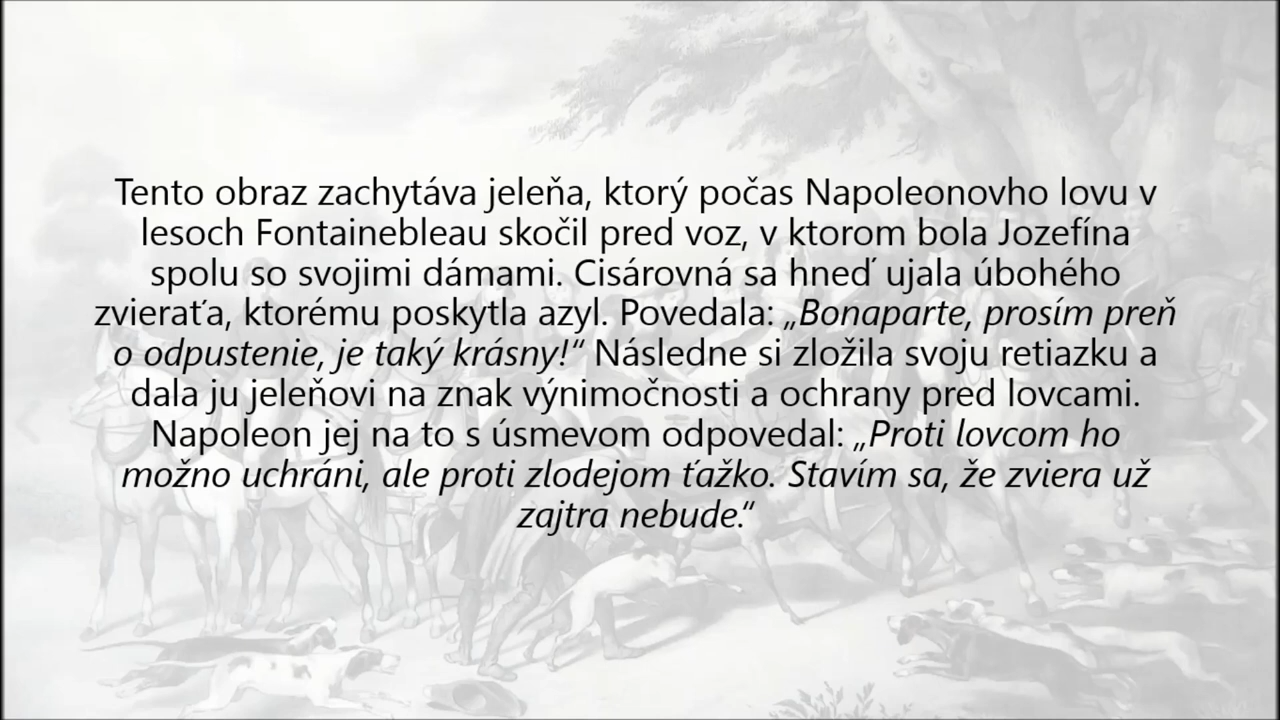 Tento obraz zachytáva jeleňa, ktorý počas Napoleonovho lovu v
lesoch Fontainebleau skočil pred voz, v ktorom bola Jozefína
spolu so svojimi dámami. Cisárovná sa hneď ujala úbohého
zvieraťa, ktorému poskytla azyl. Povedala: „Bonaparte, prosím preň
o odpustenie, je taký krásny!“ Následne si zložila svoju retiazku a
dala ju jeleňovi na znak výnimočnosti a ochrany pred lovcami.
Napoleon jej na to s úsmevom odpovedal: „Proti lovcom ho
možno uchráni, ale proti zlodejom ťažko. Stavím sa, že zviera už
zajtra nebude.“